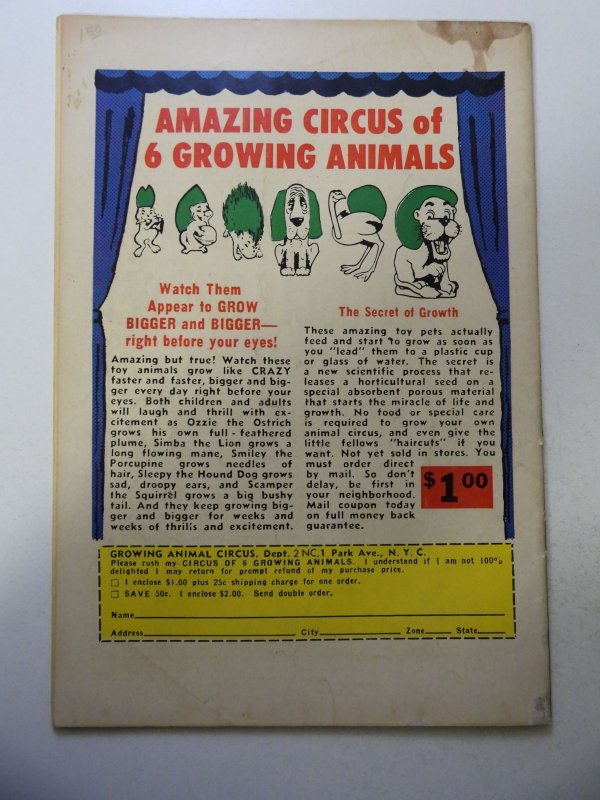 159
AMAZING CIRCUS of
6 GROWING ANIMALS
Watch Them
Appear to GROW
BIGGER and BIGGER—
right before your eyes!
Amazing but true! Watch these
toy animals grow like CRAZY
faster and faster, bigger and big-
ger every day right before your
eyes. Both children and adults
will laugh and thrill with ex-
citement as Ozzie the Ostrich
grows his own full-feathered
plume, Simba the Lion grows a
long flowing mane, Smiley the
Porcupine grows needles of
hair, Sleepy the Hound Dog grows
sad, droopy ears, and Scamper
the Squirrel grows a big bushy
tail. And they keep growing big-
ger and bigger for weeks and
weeks of thrills and excitement.
The Secret of Growth
These amazing toy pets actually
feed and start to grow as soon as
you "lead" them to a plastic cup
or glass of water. The secret is
a new scientific process that re-
leases a horticultural seed on a
special absorbent porous material
that starts the miracle of life and
growth. No food or special care
is required to grow your own
animal circus, and even give the
little fellows "haircuts" if you
want. Not yet sold in stores. You
must order direct
by mail. So don't
delay, be first in
your neighborhood.
Mail coupon today
on full money back
guarantee.
$1.00
GROWING ANIMAL CIRCUS, Dept. 2NC,1 Park Ave., N.Y.C.
Please rush my CIRCUS OF 6 GROWING ANIMALS. I understand if I am not 100%
delighted I may return for prompt refund of my purchase price.
I enclose $1.00 plus 25c shipping charge for one order.
SAVE 50c. I enclose $2.00. Send double order.
Name
Address City Zone State